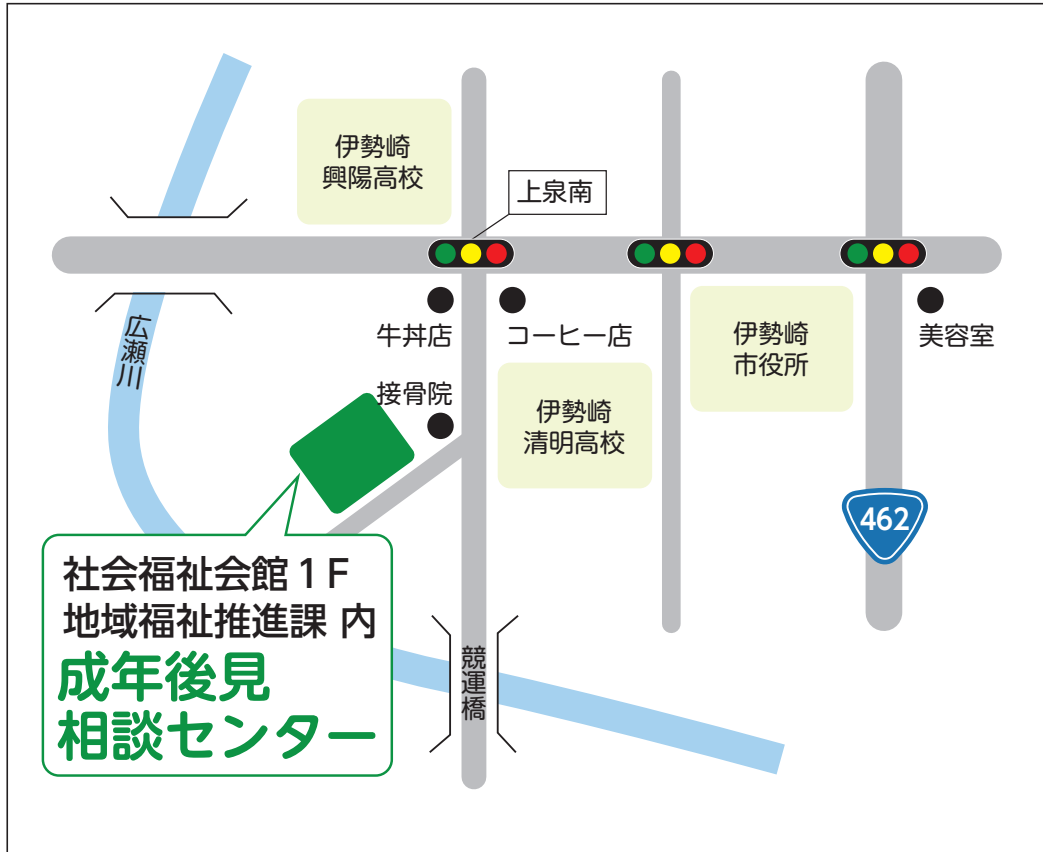 伊勢崎
興陽高校
上泉南
牛丼店
コーヒー店
伊勢崎
市役所
美容室
広瀬川
接骨院
伊勢崎
清明高校
462
社会福祉会館1F
地域福祉推進課 内
成年後見
相談センター
競運橋